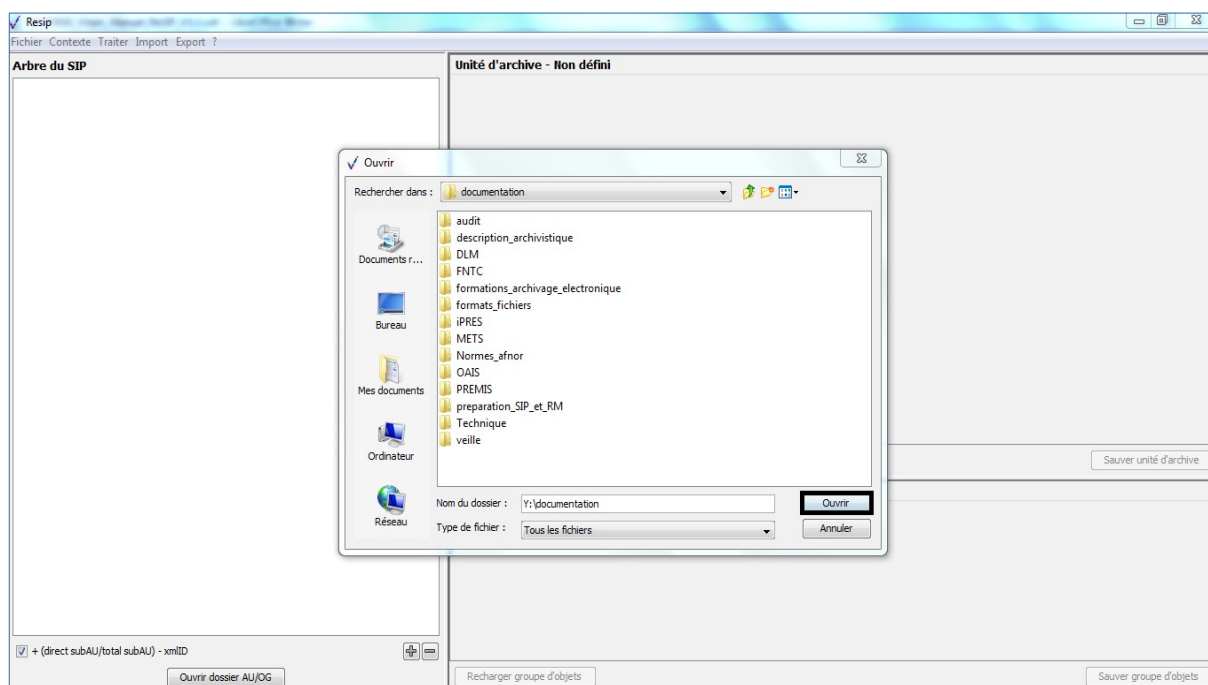 Resip
Fichier Contexte Traiter Import Export ?
Arbre du SIP
Unité d'archive - Non défini
Ouvrir
Rechercher dans :
documentation
Documents r...
Bureau
Mes documents
Ordinateur
Réseau
audit
description_archivistique
DLM
FNTC
formations_archivage_electronique
formats_fichiers
iPRES
METS
Normes_afnor
OAIS
PREMIS
preparation_SIP_et_RM
Technique
veille
Nom du dossier :
Y:\documentation
Ouvrir
Type de fichier :
Tous les fichiers
Annuler
Sauver unité d'archive
+ (direct subAU/total subAU) - xmlID
Ouvrir dossier AU/OG
Recharger groupe d'objets
Sauver groupe d'objets